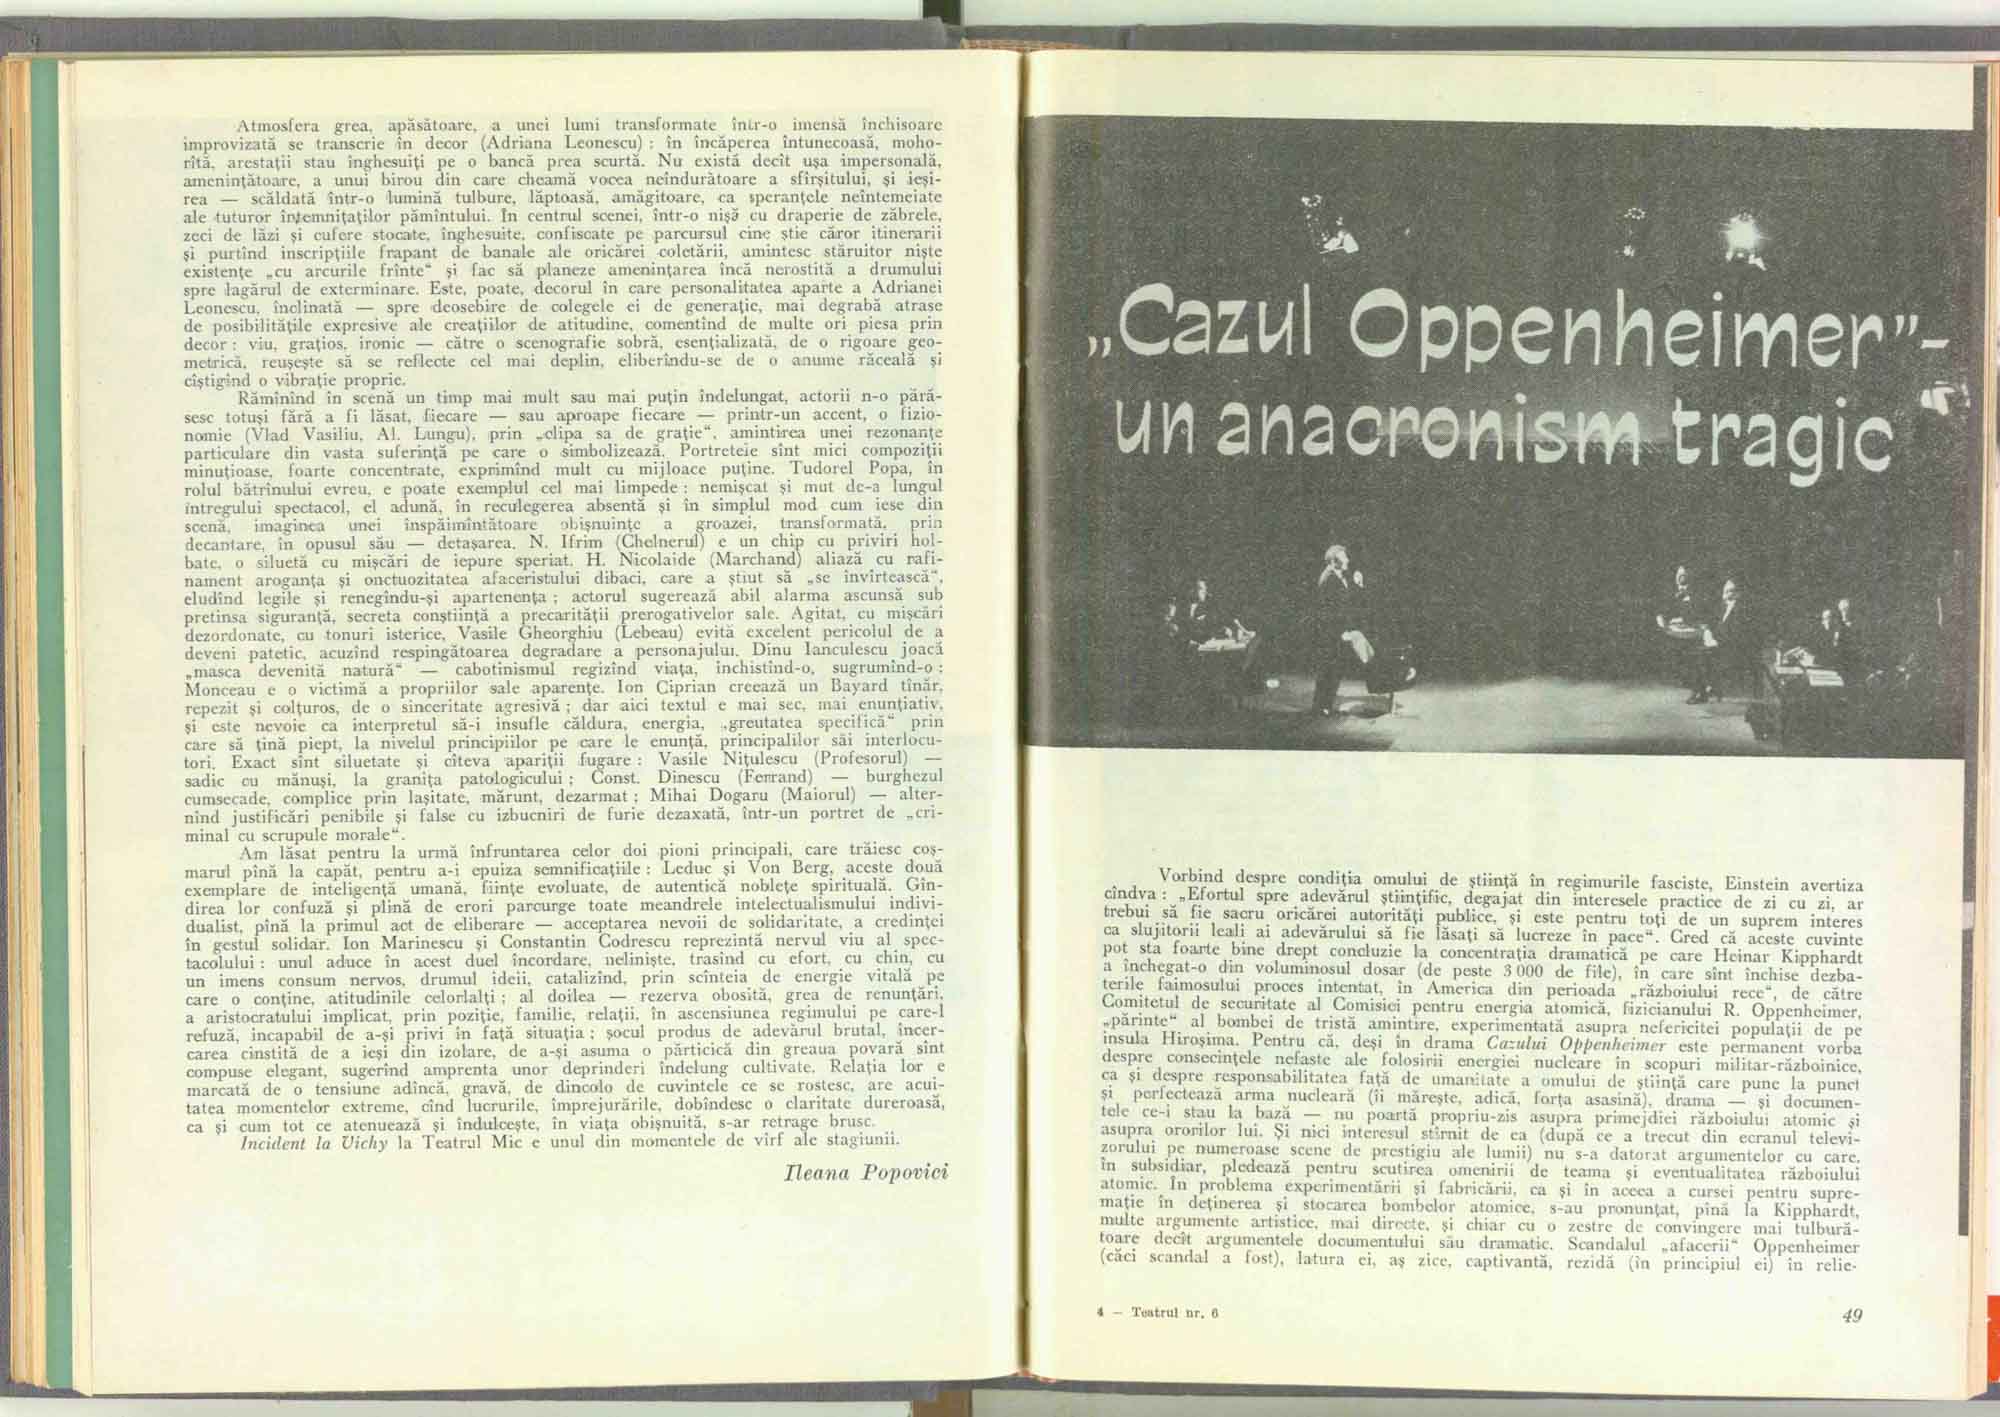 Atmosfera grea, apăsătoare, a unei lumi transformate într-o imensă închisoare
improvizată se transcrie în decor (Adriana Leonescu) : în încăperea întunecoasă, moho-
rîtă, arestații stau înghesuiți pe o bancă prea scurtă. Nu există decît ușa impersonală,
amenințătoare, a unui birou din care cheamă vocea neîndurătoare a sfîrșitului, și ieși-
rea — scăldată într-o lumină tulbure, lăptoasă, amăgitoare, ca speranțele neîntemeiate
ale tuturor întemnițaților pămîntului. In centrul scenei, într-o nișă cu draperie de zăbrele,
zeci de lăzi și cufere stocate, înghesuite, confiscate pe parcursul cine știe căror itinerarii
și purtînd inscripțiile frapant de banale ale oricărei coletării, amintesc stăruitor niște
existențe „cu arcurile frînte“ și fac să planeze amenințarea încă nerostită a drumului
spre lagărul de exterminare. Este, poate, decorul în care personalitatea aparte a Adrianei
Leonescu, înclinată — spre deosebire de colegele ei de generație, mai degrabă atrase
de posibilitățile expresive ale creațiilor de atitudine, comentînd de multe ori piesa prin
decor : viu, grațios, ironic — către o scenografie sobră, esențializată, de o rigoare geo-
metrică, reușește să se reflecte cel mai deplin, eliberîndu-se de o anume răceală și
cîștigînd o vibrație proprie.
Rămînînd în scenă un timp mai mult sau mai puțin îndelungat, actorii n-o pără-
sesc totuși fără a fi lăsat, fiecare — sau aproape fiecare — printr-un accent, o fizio-
nomie (Vlad Vasiliu, Al. Lungu), prin „clipa sa de grație“, amintirea unei rezonanțe
particulare din vasta suferință pe care o simbolizează. Portretele sînt mici compoziții
minuțioase, foarte concentrate, exprimînd mult cu mijloace puține. Tudorel Popa, în
rolul bătrînului evreu, e poate exemplul cel mai limpede : nemișcat și mut de-a lungul
întregului spectacol, el adună, în reculegerea absentă și în simplul mod cum iese din
scenă, imaginea unei înspăimîntătoare obișnuințe a groazei, transformată, prin
decantare, în opusul său — detașarea. N. Ifrim (Chelnerul) e un chip cu priviri hol-
bate, o siluetă cu mișcări de iepure speriat. H. Nicolaide (Marchand) aliază cu rafi-
nament aroganța și onctuozitatea afaceristului dibaci, care a știut să „se învîrtească“,
eludînd legile și renegîndu-și apartenența ; actorul sugerează abil alarma ascunsă sub
pretinsa siguranță, secreta conștiință a precarității prerogativelor sale. Agitat, cu mișcări
dezordonate, cu tonuri isterice, Vasile Gheorghiu (Lebeau) evită excelent pericolul de a
deveni patetic, acuzînd respingătoarea degradare a personajului. Dinu Ianculescu joacă
„masca devenită natură“ — cabotinismul regizînd viața, închistînd-o, sugrumînd-o :
Monceau e o victimă a propriilor sale aparențe. Ion Ciprian creează un Bayard tînăr,
repezit și colțuros, de o sinceritate agresivă ; dar aici textul e mai sec, mai enunțiativ,
și este nevoie ca interpretul să-i insufle căldura, energia, „greutatea specifică“ prin
care să țină piept, la nivelul principiilor pe care le enunță, principalilor săi interlocu-
tori. Exact sînt siluetate și cîteva apariții fugare : Vasile Nițulescu (Profesorul) —
sadic cu mănuși, la granița patologicului ; Const. Dinescu (Ferrand) — burghezul
cumsecade, complice prin lașitate, mărunt, dezarmat ; Mihai Dogaru (Maiorul) — alter-
nînd justificări penibile și false cu izbucniri de furie dezaxată, într-un portret de „cri-
minal cu scrupule morale“.
Am lăsat pentru la urmă înfruntarea celor doi pioni principali, care trăiesc coș-
marul pînă la capăt, pentru a-i epuiza semnificațiile : Leduc și Von Berg, aceste două
exemplare de inteligență umană, ființe evoluate, de autentică noblețe spirituală. Gîn-
direa lor confuză și plină de erori parcurge toate meandrele intelectualismului indivi-
dualist, pînă la primul act de eliberare — acceptarea nevoii de solidaritate, a credinței
în gestul solidar. Ion Marinescu și Constantin Codrescu reprezintă nervul viu al spec-
tacolului : unul aduce în acest duel încordare, neliniște, trasînd cu efort, cu chin, cu
un imens consum nervos, drumul ideii, catalizînd, prin scînteia de energie vitală pe
care o conține, atitudinile celorlalți ; al doilea — rezerva obosită, grea de renunțări,
a aristocratului implicat, prin poziție, familie, relații, în ascensiunea regimului pe care-l
refuză, incapabil de a-și privi în față situația ; șocul produs de adevărul brutal, încer-
carea cinstită de a ieși din izolare, de a-și asuma o părticică din greaua povară sînt
compuse elegant, sugerînd amprenta unor deprinderi îndelung cultivate. Relația lor e
marcată de o tensiune adîncă, gravă, de dincolo de cuvintele ce se rostesc, are acui-
tatea momentelor extreme, cînd lucrurile, împrejurările, dobîndesc o claritate dureroasă,
ca și cum tot ce atenuează și îndulcește, în viața obișnuită, s-ar retrage brusc.
Incident la Vichy la Teatrul Mic e unul din momentele de vîrf ale stagiunii.
Ileana Popovici
„Cazul Oppenheimer”-
un anacronism tragic
Vorbind despre condiția omului de știință în regimurile fasciste, Einstein avertiza
cîndva : „Efortul spre adevărul științific, degajat din interesele practice de zi cu zi, ar
trebui să fie sacru oricărei autorități publice, și este pentru toți de un suprem interes
ca slujitorii leali ai adevărului să fie lăsați să lucreze în pace“. Cred că aceste cuvinte
pot sta foarte bine drept concluzie la concentrația dramatică pe care Heinar Kipphardt
a închegat-o din voluminosul dosar (de peste 3 000 de file), în care sînt închise dezba-
terile faimosului proces intentat, în America din perioada „războiului rece“, de către
Comitetul de securitate al Comisiei pentru energia atomică, fizicianului R. Oppenheimer,
„părinte“ al bombei de tristă amintire, experimentată asupra nefericitei populații de pe
insula Hiroșima. Pentru că, deși în drama Cazului Oppenheimer este permanent vorba
despre consecințele nefaste ale folosirii energiei nucleare în scopuri militar-războinice,
ca și despre responsabilitatea față de umanitate a omului de știință care pune la punct
și perfectează arma nucleară (îi mărește, adică, forța asasină), drama — și documen-
tele ce-i stau la bază — nu poartă propriu-zis asupra primejdiei războiului atomic și
asupra ororilor lui. Și nici interesul stîrnit de ea (după ce a trecut din ecranul televi-
zorului pe numeroase scene de prestigiu ale lumii) nu s-a datorat argumentelor cu care,
în subsidiar, pledează pentru scutirea omenirii de teama și eventualitatea războiului
atomic. În problema experimentării și fabricării, ca și în aceea a cursei pentru supre-
mație în deținerea și stocarea bombelor atomice, s-au pronunțat, pînă la Kipphardt,
multe argumente artistice, mai directe, și chiar cu o zestre de convingere mai tulbură-
toare decît argumentele documentului său dramatic. Scandalul „afacerii“ Oppenheimer
(căci scandal a fost), latura ei, aș zice, captivantă, rezidă (în principiul ei) în relie-
4 — Teatrul nr. 6
49